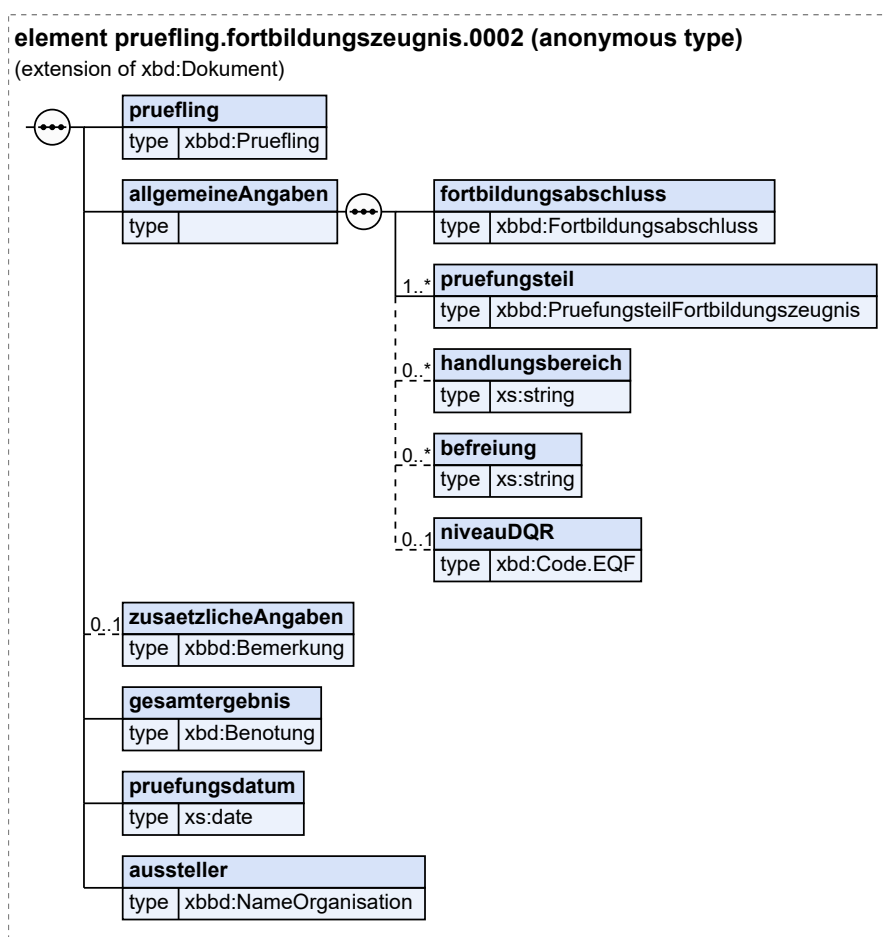 element pruefling.fortbildungszeugnis.0002 (anonymous type)
(extension of xbd:Dokument)
pruefling
type xbbd:Pruefling
allgemeineAngaben
type
fortbildungsabschluss
type xbbd:Fortbildungsabschluss
1..* pruefungsteil
type xbbd:PruefungsteilFortbildungszeugnis
0..* handlungsbereich
type xs:string
0..* befreiung
type xs:string
0..1 niveauDQR
type xbd:Code.EQF
0..1 zusaetzlicheAngaben
type xbbd:Bemerkung
gesamtergebnis
type xbd:Benotung
pruefungsdatum
type xs:date
aussteller
type xbbd:NameOrganisation